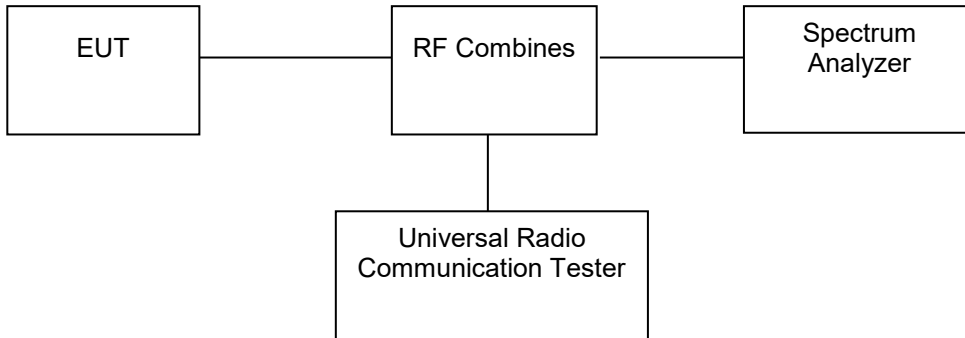 EUT
RF Combines
Spectrum
Analyzer
Universal Radio
Communication Tester